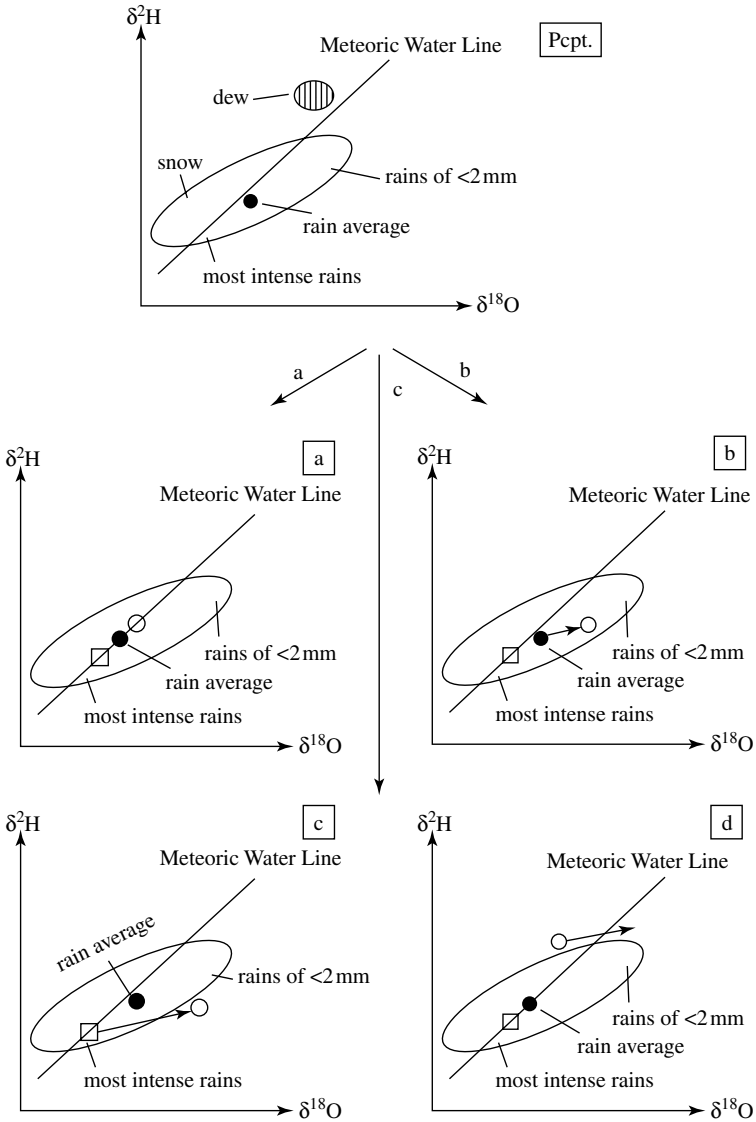 δ²H
Meteoric Water Line
Pcpt.
dew
snow
rains of <2 mm
rain average
most intense rains
δ¹⁸O
a
b
c
δ²H
a
Meteoric Water Line
rains of <2 mm
rain average
most intense rains
δ¹⁸O
δ²H
b
Meteoric Water Line
rains of <2 mm
rain average
most intense rains
δ¹⁸O
δ²H
c
Meteoric Water Line
rain average
rains of <2 mm
most intense rains
δ¹⁸O
δ²H
d
Meteoric Water Line
rains of <2 mm
rain average
most intense rains
δ¹⁸O